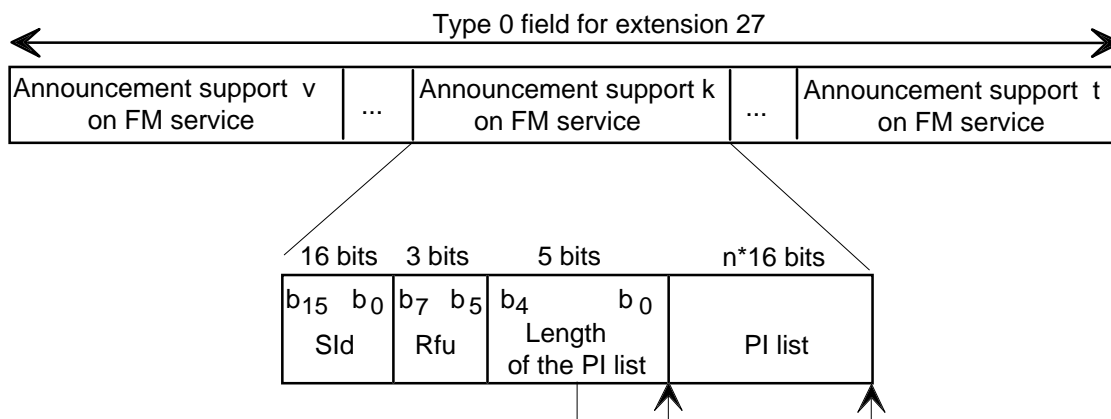 Type 0 field for extension 27
Announcement support v
on FM service
...
Announcement support k
on FM service
...
Announcement support t
on FM service
16 bits 3 bits 5 bits n*16 bits
b15 b0 b7 b5 b4 b0
SId Rfu Length
of the PI list PI list